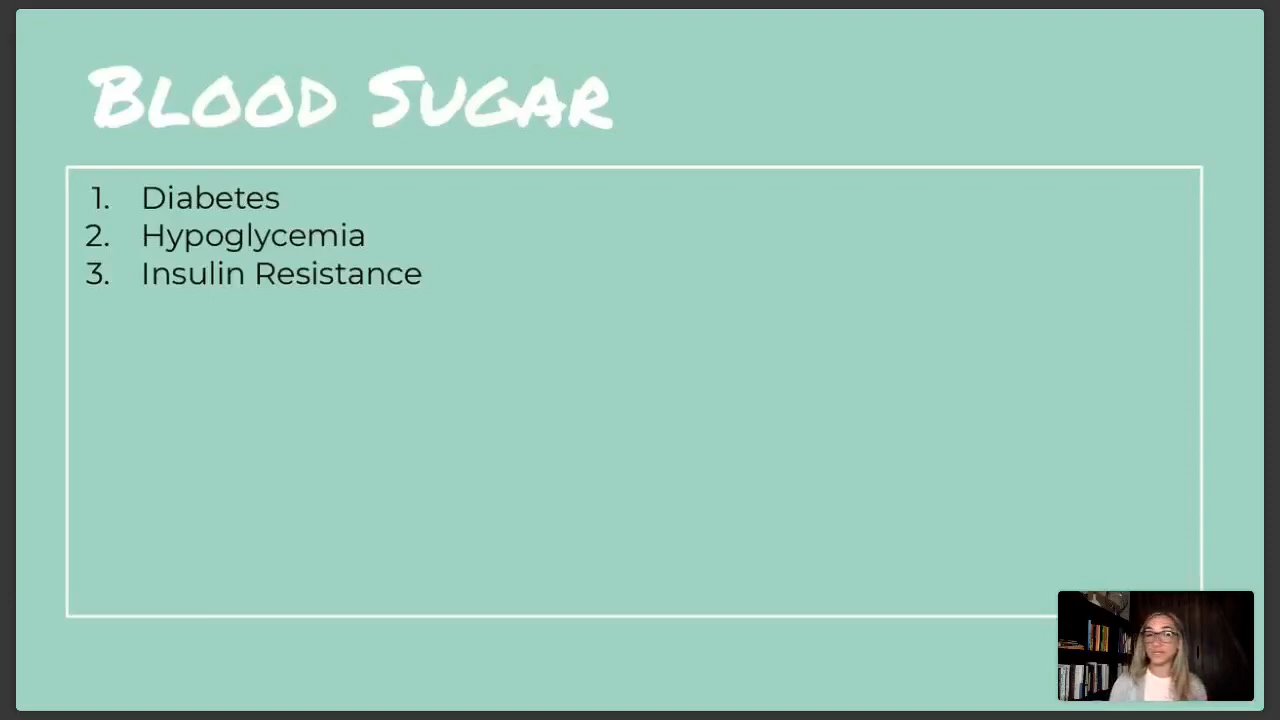 Blood Sugar
1. Diabetes
2. Hypoglycemia
3. Insulin Resistance